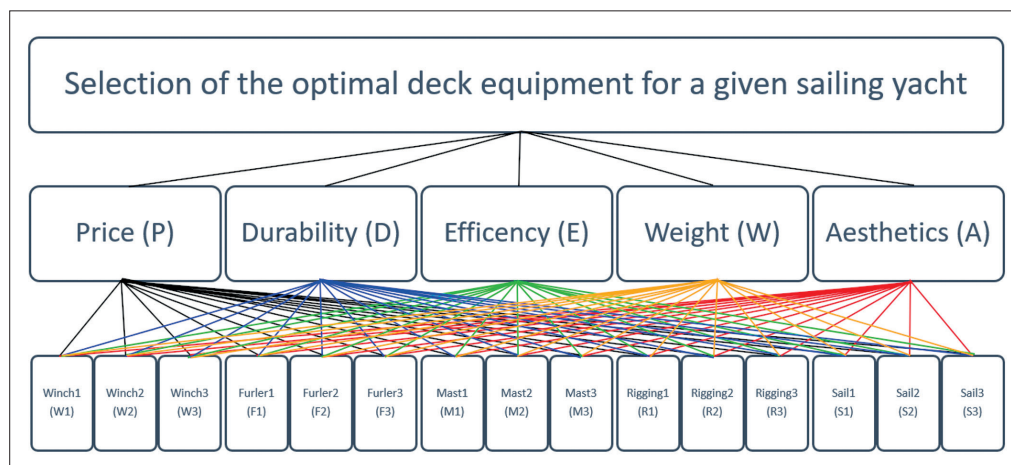 Selection of the optimal deck equipment for a given sailing yacht
Price (P)
Durability (D)
Efficency (E)
Weight (W)
Aesthetics (A)
Winch1
(W1)
Winch2
(W2)
Winch3
(W3)
Furler1
(F1)
Furler2
(F2)
Furler3
(F3)
Mast1
(M1)
Mast2
(M2)
Mast3
(M3)
Rigging1
(R1)
Rigging2
(R2)
Rigging3
(R3)
Sail1
(S1)
Sail2
(S2)
Sail3
(S3)